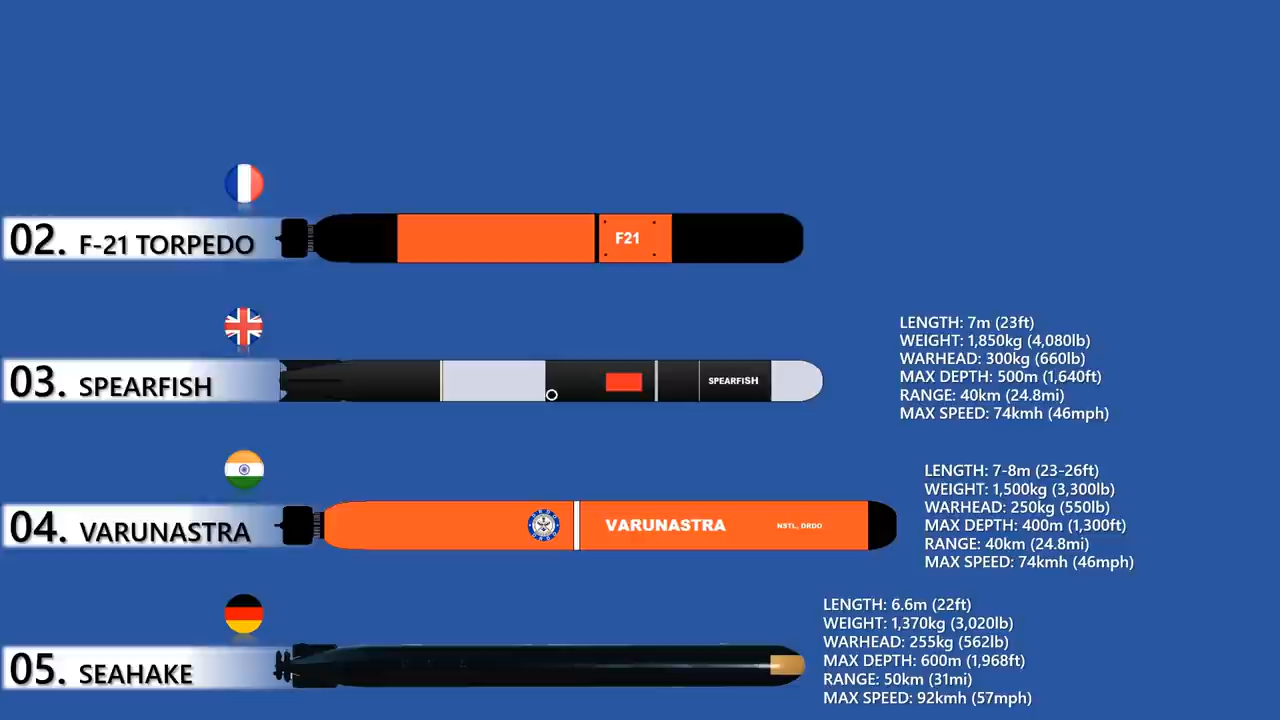 02. F-21 TORPEDO
F21
03. SPEARFISH
SPEARFISH
LENGTH: 7m (23ft)
WEIGHT: 1,850kg (4,080lb)
WARHEAD: 300kg (660lb)
MAX DEPTH: 500m (1,640ft)
RANGE: 40km (24.8mi)
MAX SPEED: 74kmh (46mph)
04. VARUNASTRA
VARUNASTRA
NSTL, DRDO
LENGTH: 7-8m (23-26ft)
WEIGHT: 1,500kg (3,300lb)
WARHEAD: 250kg (550lb)
MAX DEPTH: 400m (1,300ft)
RANGE: 40km (24.8mi)
MAX SPEED: 74kmh (46mph)
05. SEAHAKE
LENGTH: 6.6m (22ft)
WEIGHT: 1,370kg (3,020lb)
WARHEAD: 255kg (562lb)
MAX DEPTH: 600m (1,968ft)
RANGE: 50km (31mi)
MAX SPEED: 92kmh (57mph)